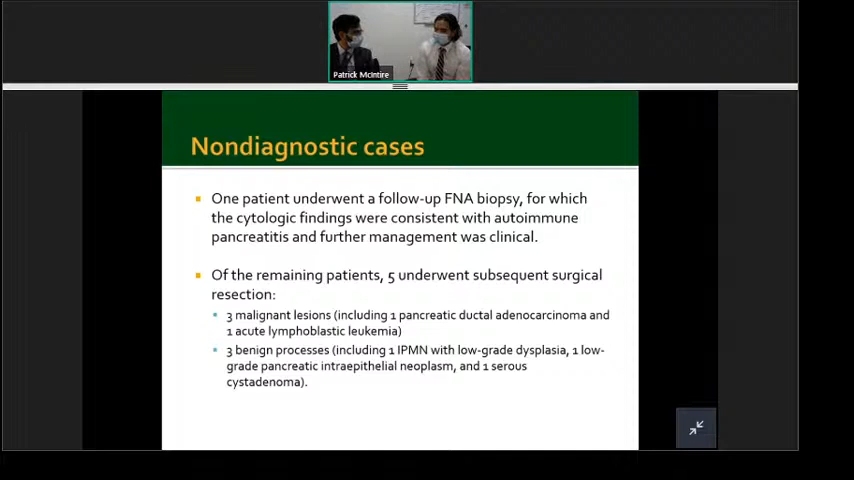 Patrick McIntire
Nondiagnostic cases
One patient underwent a follow-up FNA biopsy, for which
the cytologic findings were consistent with autoimmune
pancreatitis and further management was clinical.
Of the remaining patients, 5 underwent subsequent surgical
resection:
3 malignant lesions (including 1 pancreatic ductal adenocarcinoma and
1 acute lymphoblastic leukemia)
3 benign processes (including 1 IPMN with low-grade dysplasia, 1 low-
grade pancreatic intraepithelial neoplasm, and 1 serous
cystadenoma).